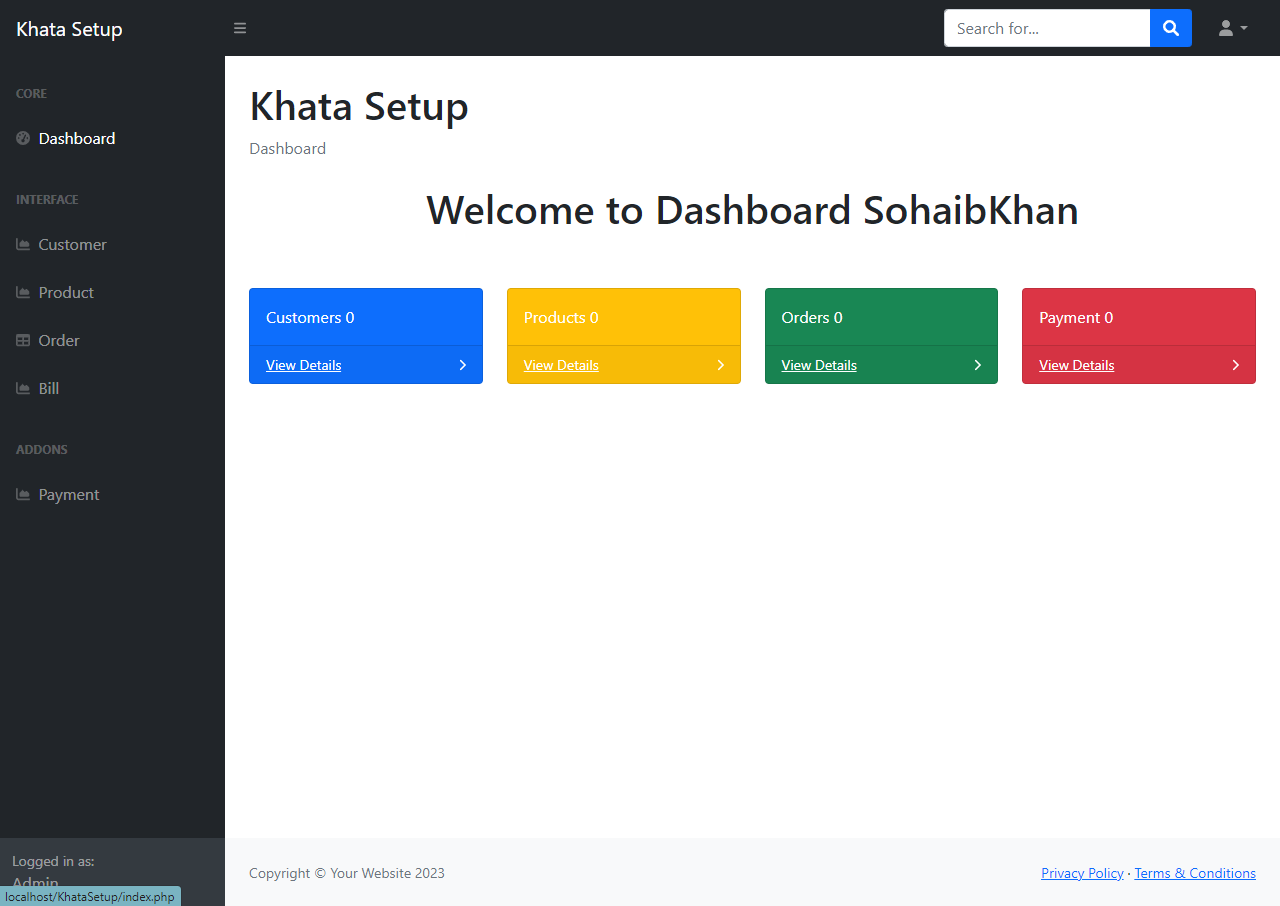 Khata Setup
Search for...
CORE
Dashboard
INTERFACE
Customer
Product
Order
Bill
ADDONS
Payment
Logged in as:
Admin
localhost/KhataSetup/index.php
Khata Setup
Dashboard
Welcome to Dashboard SohaibKhan
Customers 0
View Details
Products 0
View Details
Orders 0
View Details
Payment 0
View Details
Copyright © Your Website 2023
Privacy Policy · Terms & Conditions